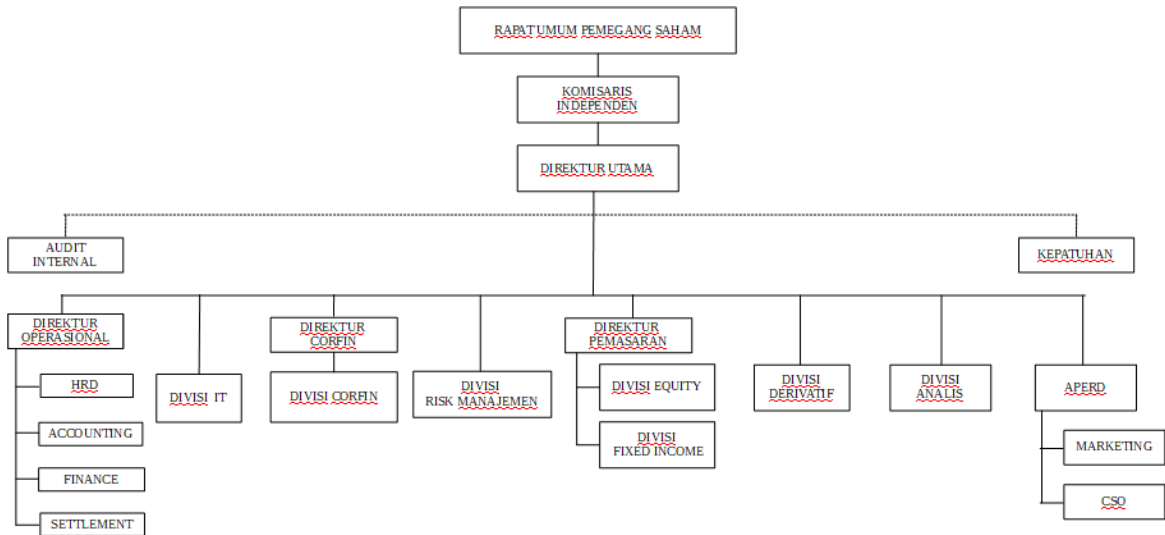 RAPAT UMUM PEMEGANG SAHAM
KOMISARIS
INDEPENDEN
DIREKTUR UTAMA
AUDIT
INTERNAL
KEPATUHAN
DIREKTUR
OPERASIONAL
HRD
ACCOUNTING
FINANCE
SETTLEMENT
DIVISI IT
DIREKTUR
CORFIN
DIVISI CORFIN
DIVISI
RISK MANAJEMEN
DIREKTUR
PEMASARAN
DIVISI EQUITY
DIVISI
FIXED INCOME
DIVISI
DERIVATIF
DIVISI
ANALIS
APERD
MARKETING
CSO